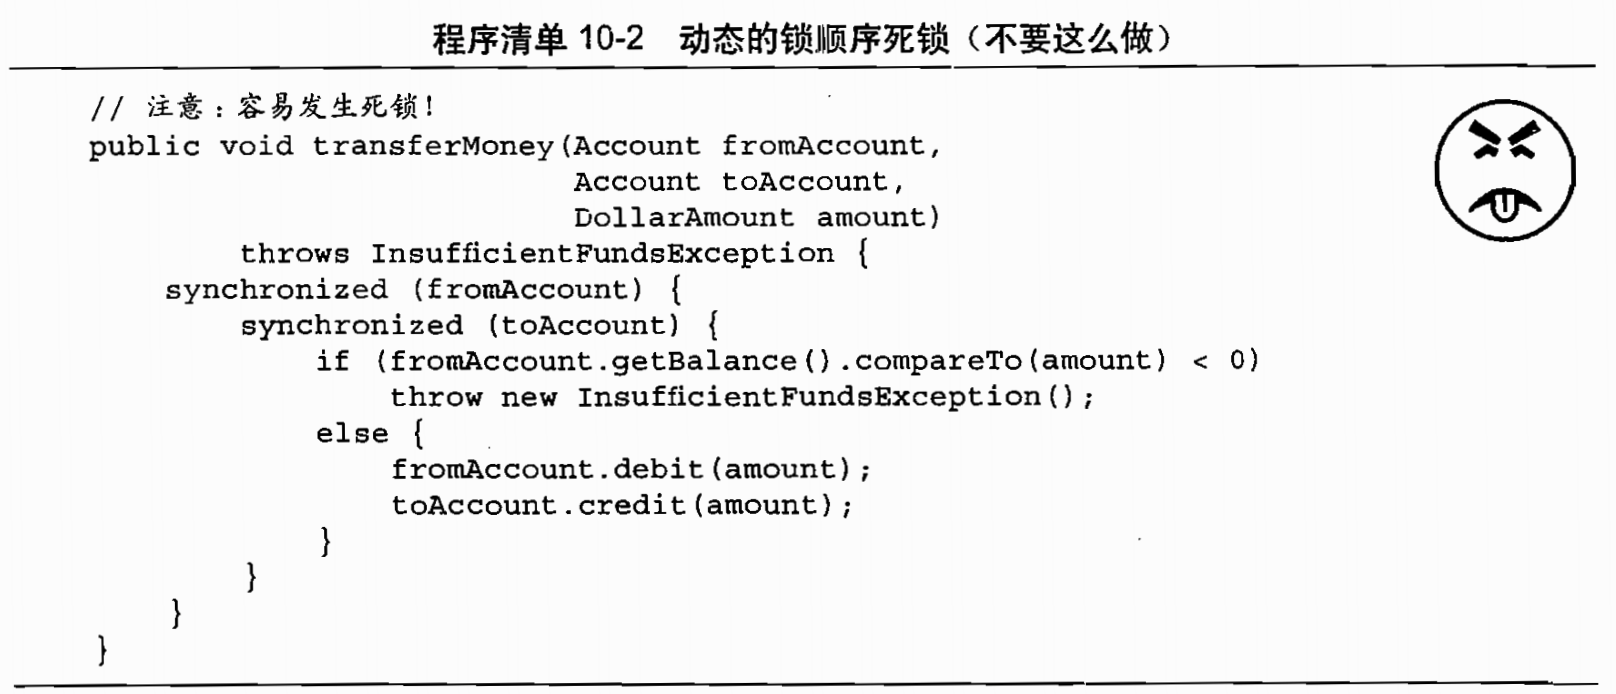 程序清单 10-2 动态的锁顺序死锁（不要这么做）
// 注意：容易发生死锁！
public void transferMoney(Account fromAccount,
                          Account toAccount,
                          DollarAmount amount)
        throws InsufficientFundsException {
    synchronized (fromAccount) {
        synchronized (toAccount) {
            if (fromAccount.getBalance().compareTo(amount) < 0)
                throw new InsufficientFundsException();
            else {
                fromAccount.debit(amount);
                toAccount.credit(amount);
            }
        }
    }
}